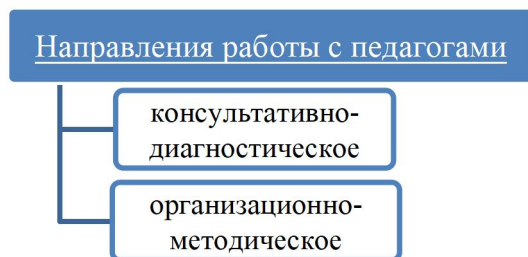 Направления работы с педагогами
консультативно-
диагностическое
организационно-
методическое